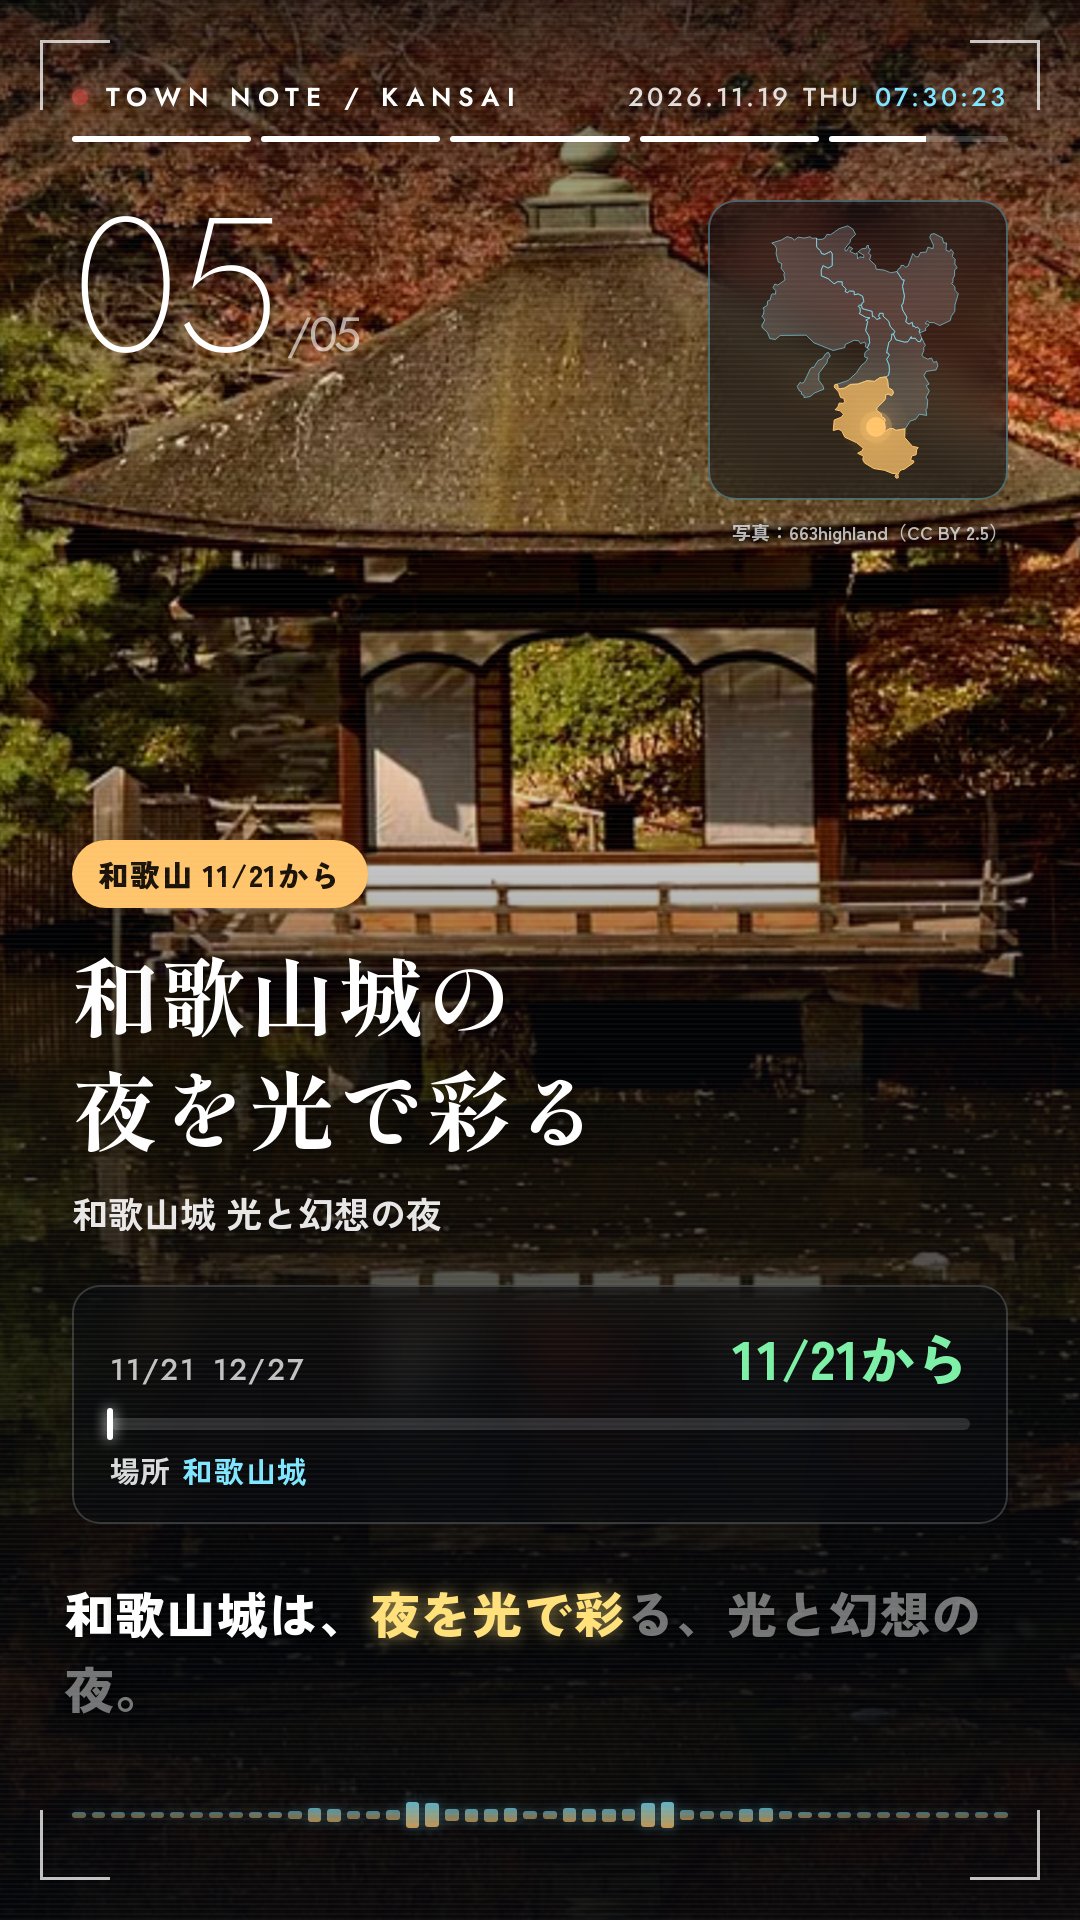 TOWN NOTE / KANSAI
2026.11.19 THU 07:30:23
05/05
写真：663highland（CC BY 2.5）
和歌山 11/21から
和歌山城の
夜を光で彩る
和歌山城 光と幻想の夜
11/21 12/27
11/21から
場所 和歌山城
和歌山城は、夜を光で彩る、光と幻想の
夜。